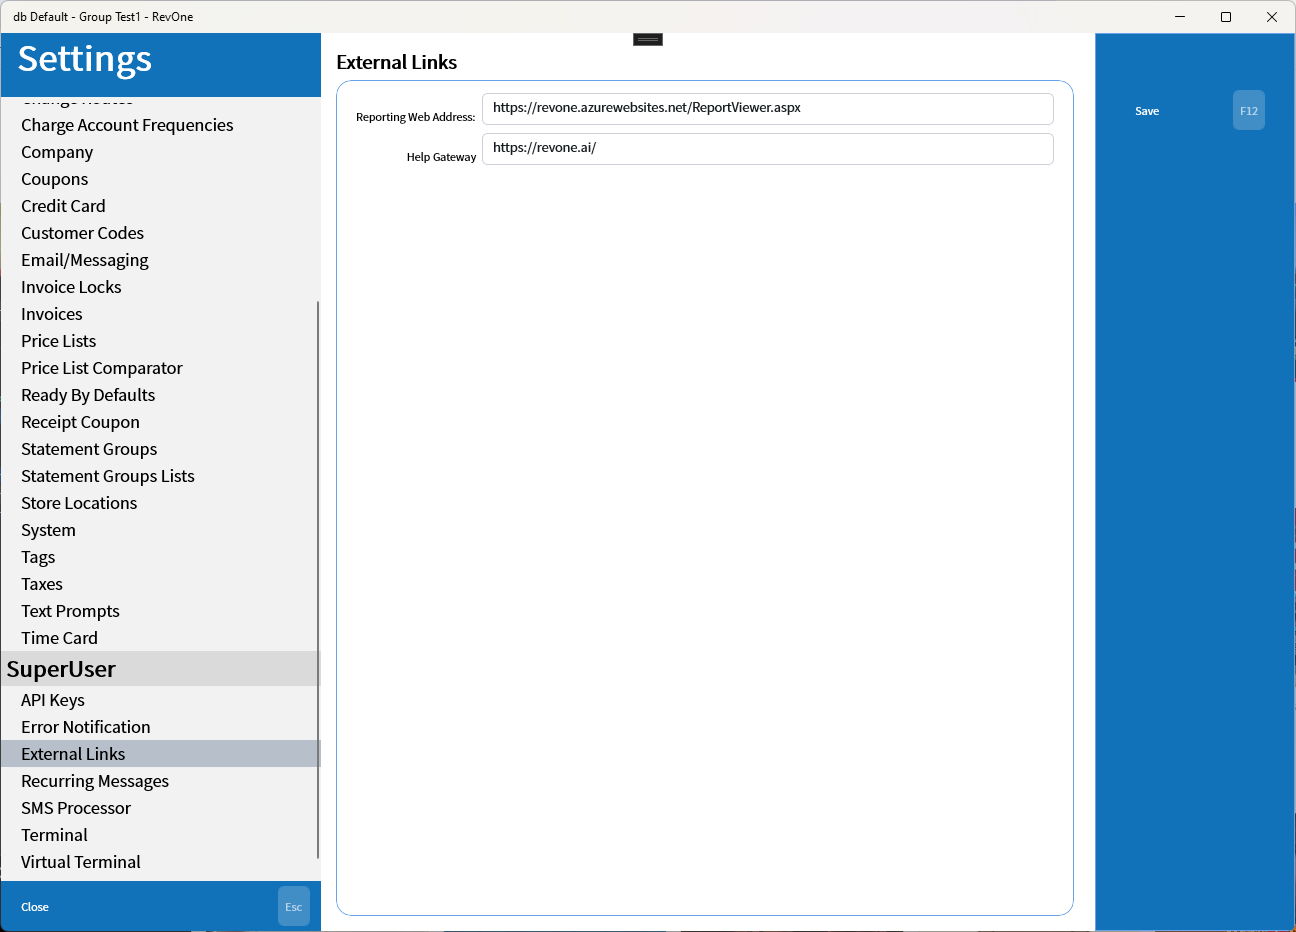 db Default - Group Test1 - RevOne
Settings
Change Routes
Charge Account Frequencies
Company
Coupons
Credit Card
Customer Codes
Email/Messaging
Invoice Locks
Invoices
Price Lists
Price List Comparator
Ready By Defaults
Receipt Coupon
Statement Groups
Statement Groups Lists
Store Locations
System
Tags
Taxes
Text Prompts
Time Card
SuperUser
API Keys
Error Notification
External Links
Recurring Messages
SMS Processor
Terminal
Virtual Terminal
Close Esc
External Links
Reporting Web Address: https://revone.azurewebsites.net/ReportViewer.aspx
Help Gateway https://revone.ai/
Save F12